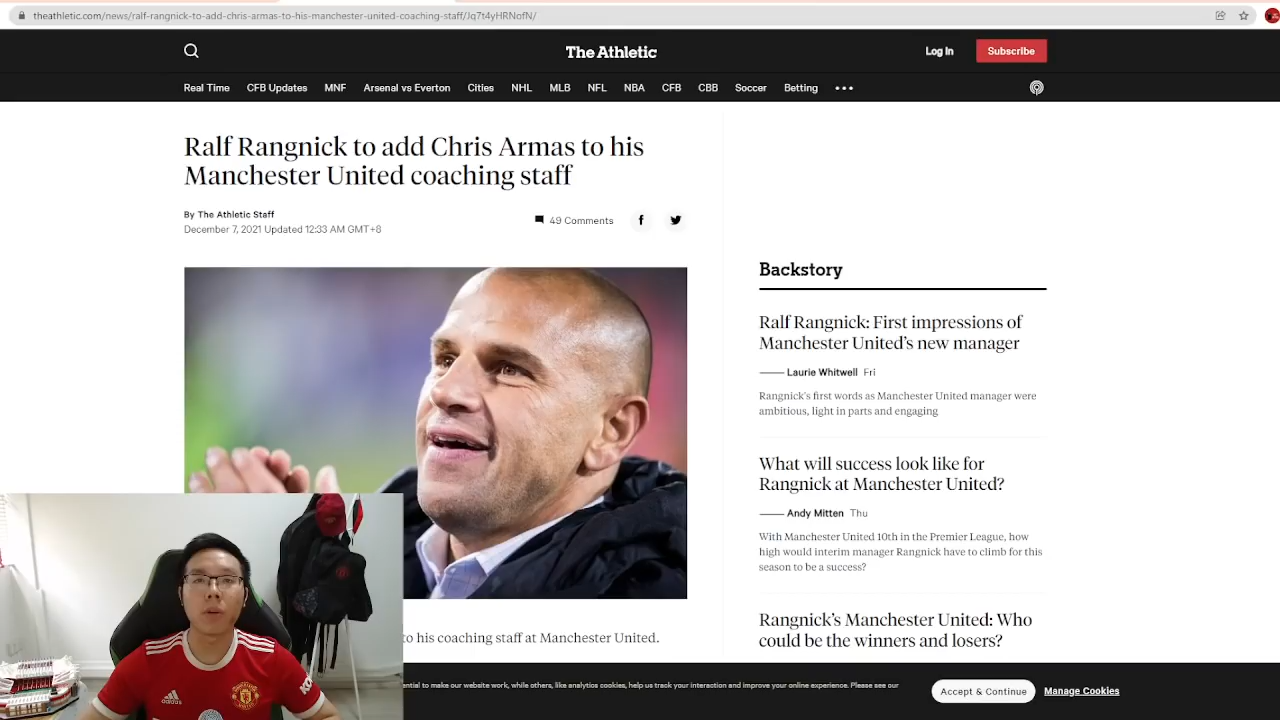 theathletic.com/news/ralf-rangnick-to-add-chris-armas-to-his-manchester-united-coaching-staff/Jq7t4yHRNofN/
The Athletic
Log In
Subscribe
Real Time CFB Updates MNF Arsenal vs Everton Cities NHL MLB NFL NBA CFB CBB Soccer Betting
Ralf Rangnick to add Chris Armas to his
Manchester United coaching staff
By The Athletic Staff
December 7, 2021 Updated 12:33 AM GMT+8
49 Comments
to his coaching staff at Manchester United.
Backstory
Ralf Rangnick: First impressions of
Manchester United's new manager
Laurie Whitwell Fri
Rangnick's first words as Manchester United manager were
ambitious, light in parts and engaging
What will success look like for
Rangnick at Manchester United?
Andy Mitten Thu
With Manchester United 10th in the Premier League, how
high would interim manager Rangnick have to climb for this
season to be a success?
Rangnick's Manchester United: Who
could be the winners and losers?
ential to make our website work, while others, like analytics cookies, help us track your interaction and improve your online experience. Please see our
Accept & Continue
Manage Cookies
adidas